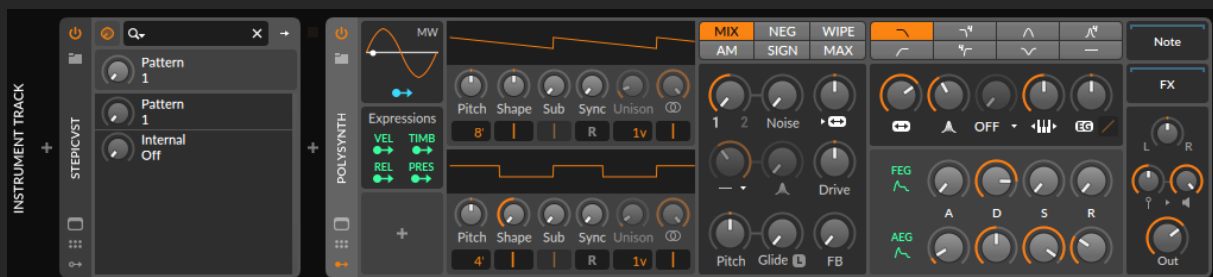 INSTRUMENT TRACK
STEPICVST
Pattern
1
Pattern
1
Internal
Off
POLYSYNTH
MW
Expressions
VEL TIMB
REL PRES
Pitch Shape Sub Sync Unison
8' R 1v
Pitch Shape Sub Sync Unison
4' R 1v
MIX NEG WIPE
AM SIGN MAX
1 2 Noise
Drive
Pitch Glide L FB
OFF EG
FEG
A D S R
AEG
Note
FX
L R
Out